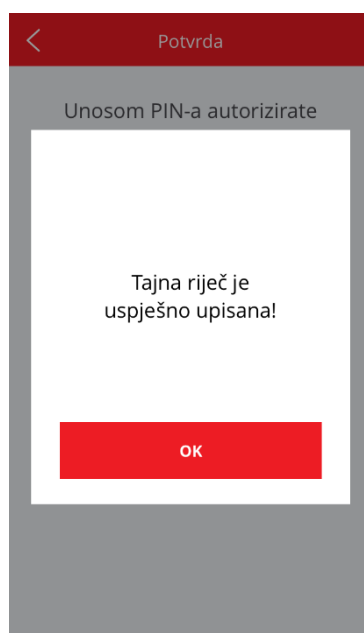 Potvrda
Unosom PIN-a autorizirate
Tajna riječ je
uspješno upisana!
OK